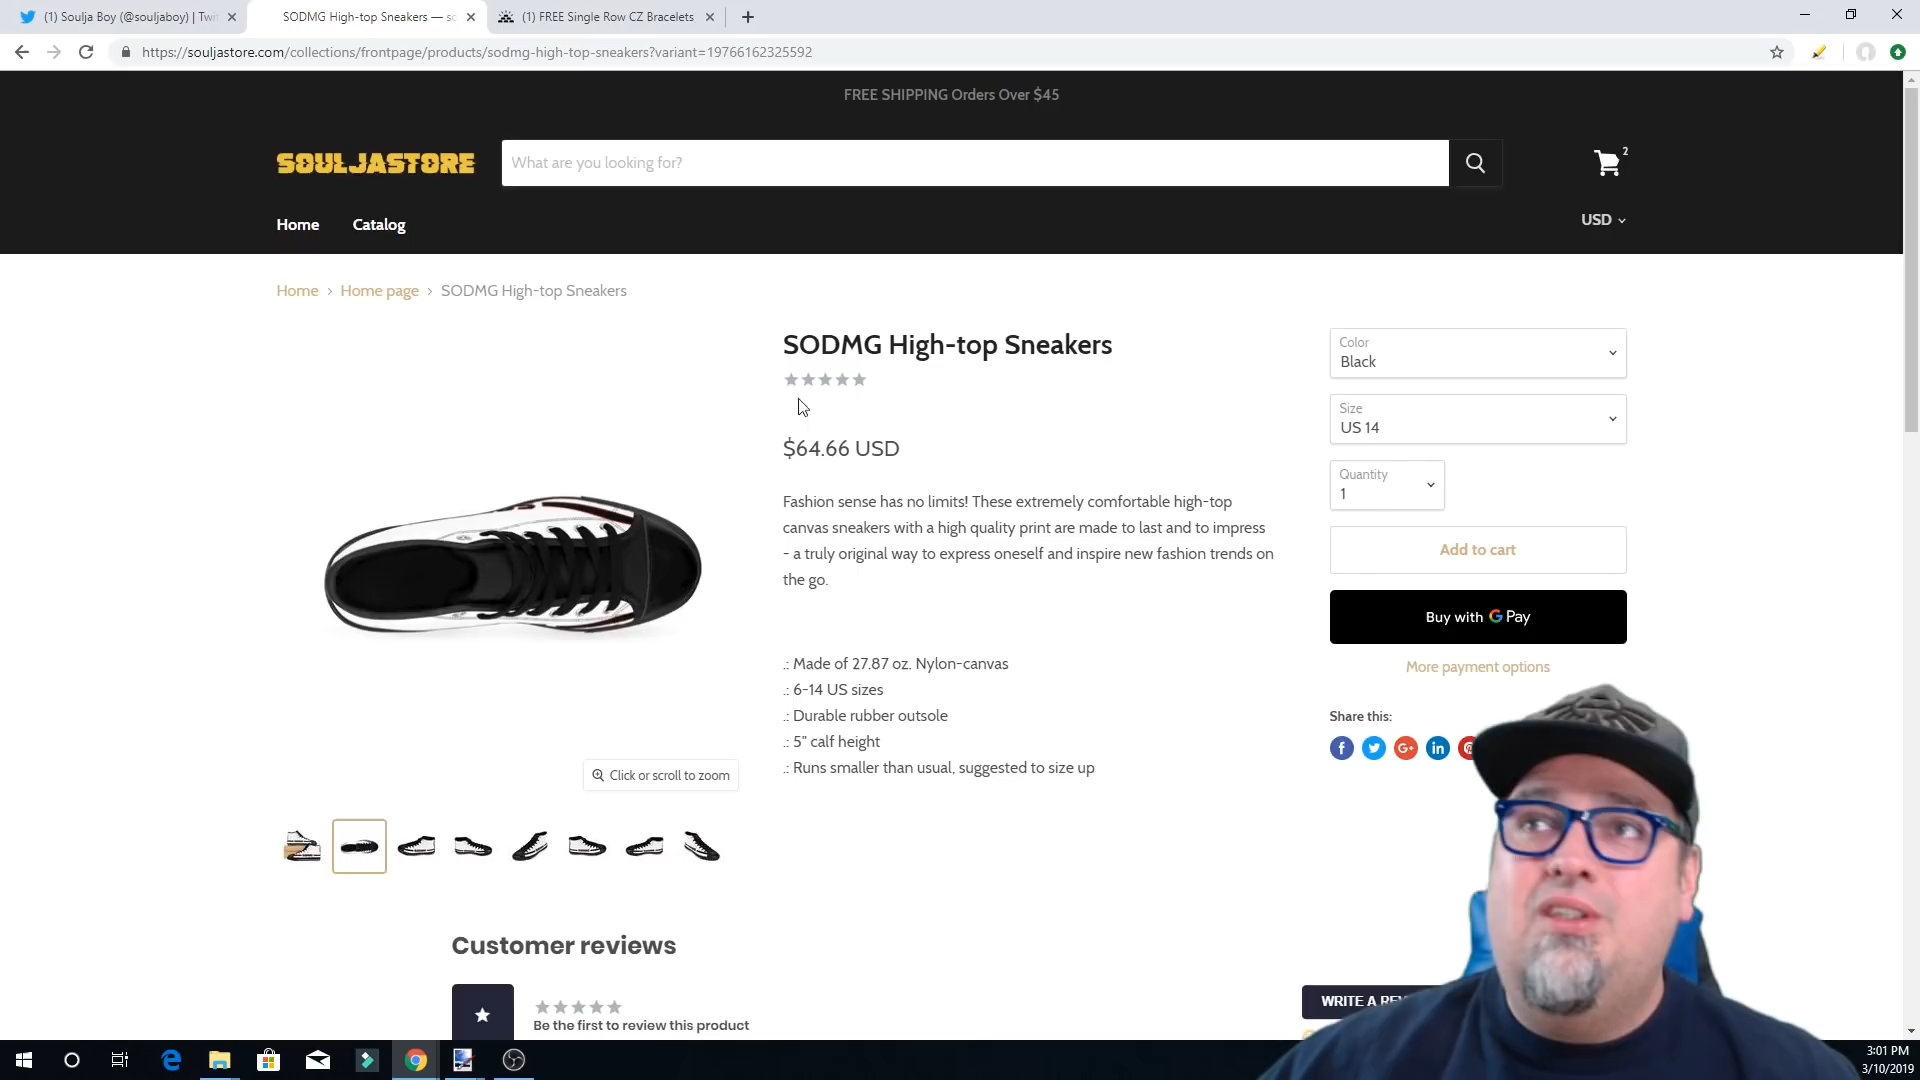 (1) Soulja Boy (@souljaboy) | Twit
SODMG High-top Sneakers — so
(1) FREE Single Row CZ Bracelets
https://souljastore.com/collections/frontpage/products/sodmg-high-top-sneakers?variant=19766162325592
FREE SHIPPING Orders Over $45
SOULJASTORE
What are you looking for?
2
Home
Catalog
USD
Home › Home page › SODMG High-top Sneakers
SODMG High-top Sneakers
$64.66 USD
Fashion sense has no limits! These extremely comfortable high-top
canvas sneakers with a high quality print are made to last and to impress
- a truly original way to express oneself and inspire new fashion trends on
the go.
.: Made of 27.87 oz. Nylon-canvas
.: 6-14 US sizes
.: Durable rubber outsole
.: 5" calf height
.: Runs smaller than usual, suggested to size up
Color
Black
Size
US 14
Quantity
1
Add to cart
Buy with G Pay
More payment options
Share this:
Click or scroll to zoom
Customer reviews
Be the first to review this product
WRITE A RE
3:01 PM
3/10/2019